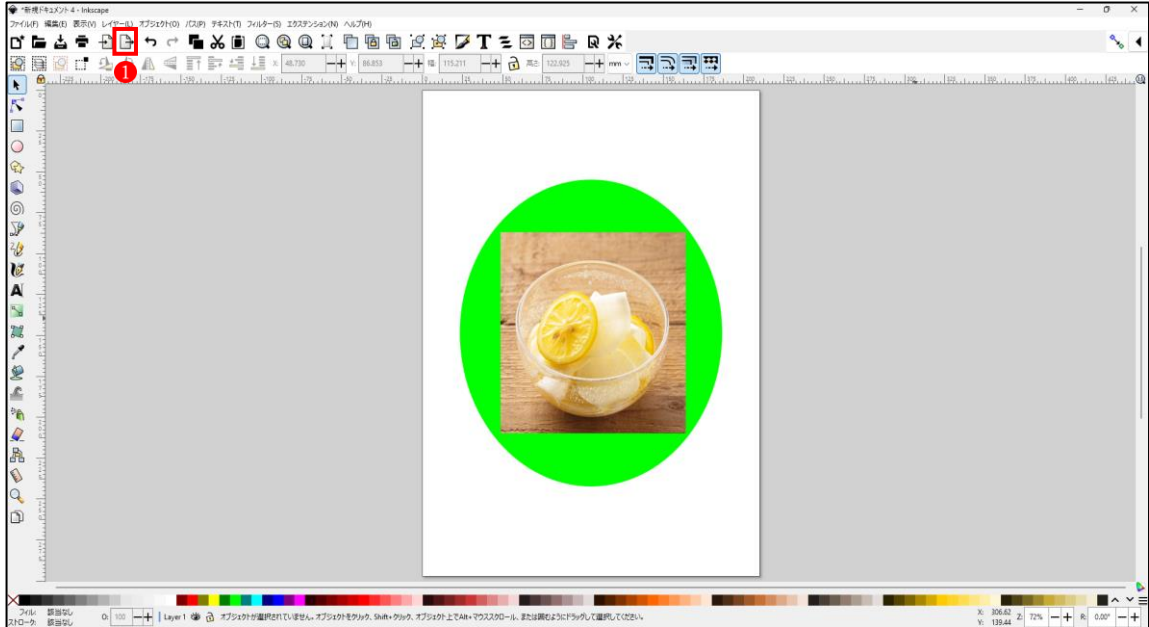 *新規ドキュメント 4 - Inkscape
ファイル(F) 編集(E) 表示(V) レイヤー(L) オブジェクト(O) パス(P) テキスト(T) フィルター(S) エクステンション(N) ヘルプ(H)
X: 48.730 Y: 86.853 幅: 115.211 高さ: 122.925 mm
1
フィル: 該当なし
ストローク: 該当なし
O: 100 Layer 1 オブジェクトが選択されていません。オブジェクトをクリック、Shift+クリック、オブジェクト上でAlt+マウススクロール、または囲むようにドラッグして選択してください。
X: 206.62
Y: 139.44
Z: 72% R: 0.00°